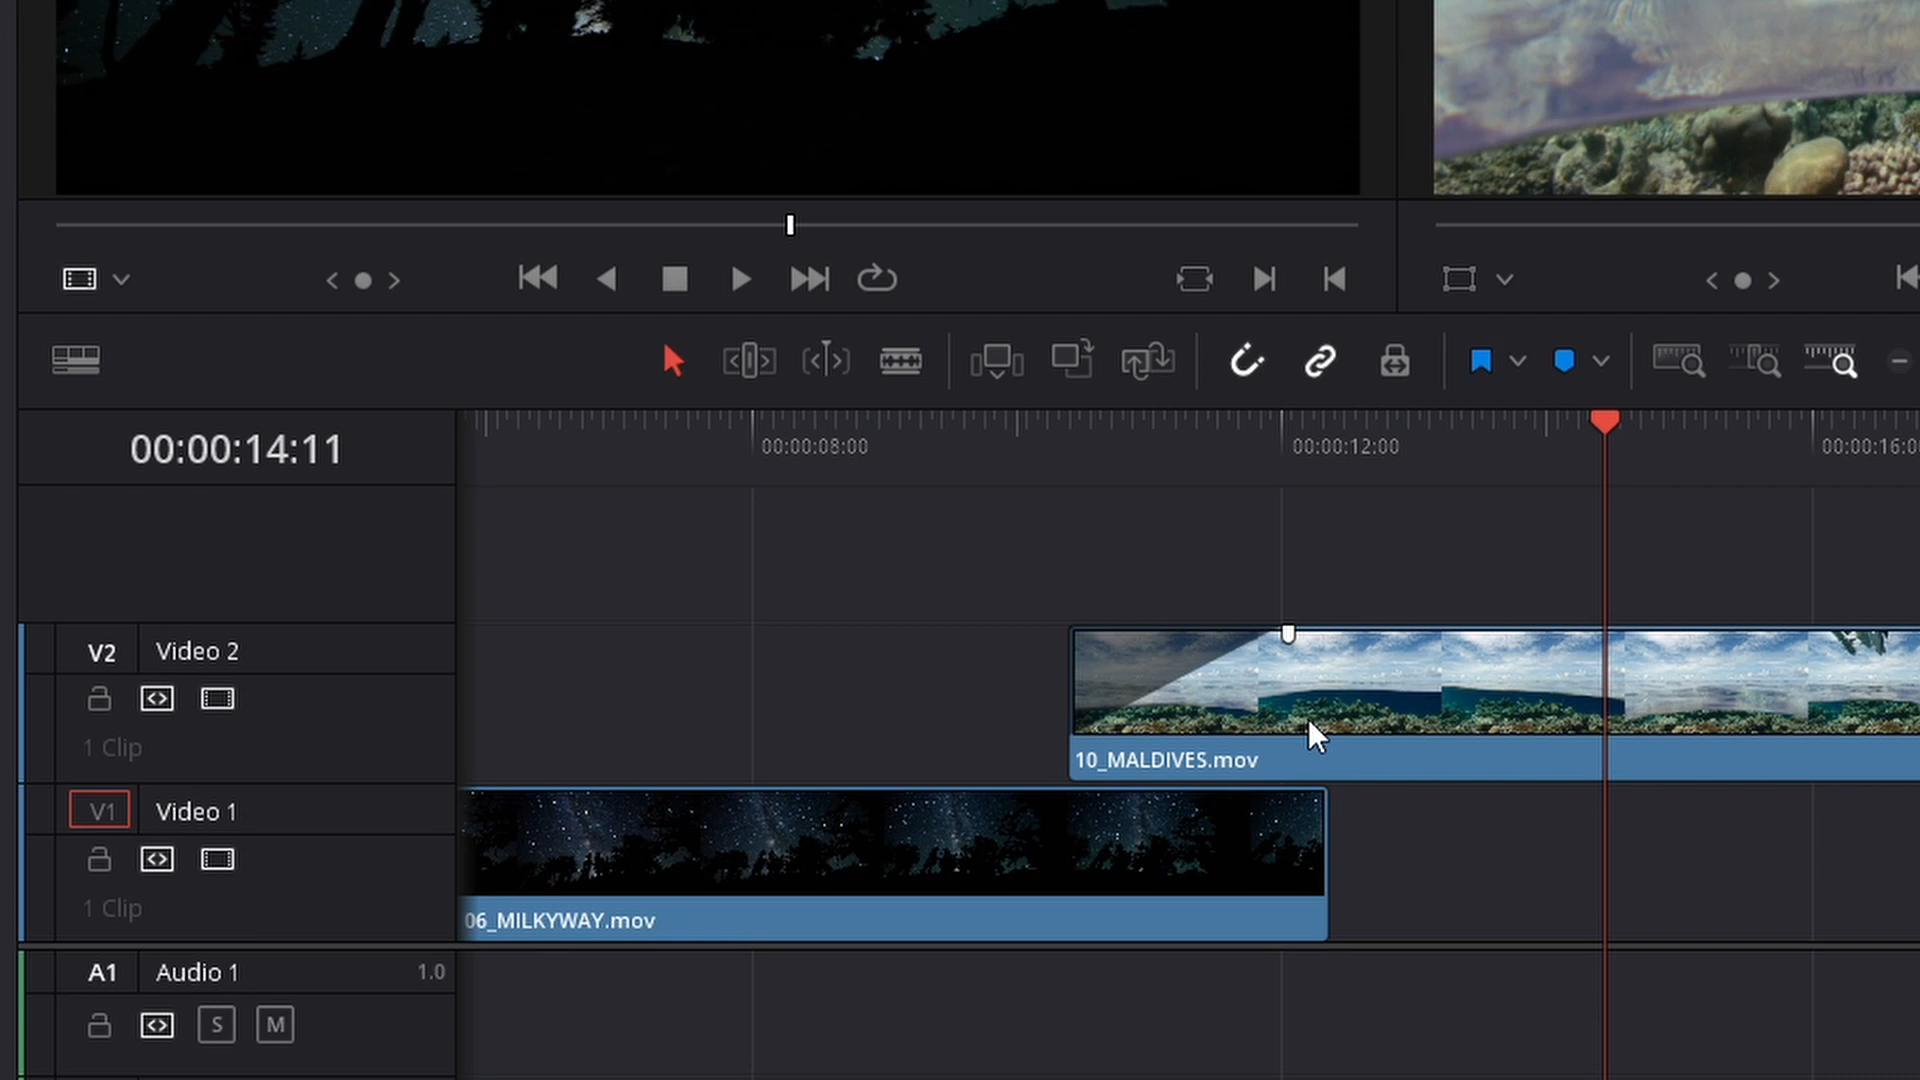 00:00:14:11
00:00:08:00
00:00:12:00
00:00:16:0
V2 Video 2
1 Clip
10_MALDIVES.mov
V1 Video 1
1 Clip
06_MILKYWAY.mov
A1 Audio 1 1.0
S M